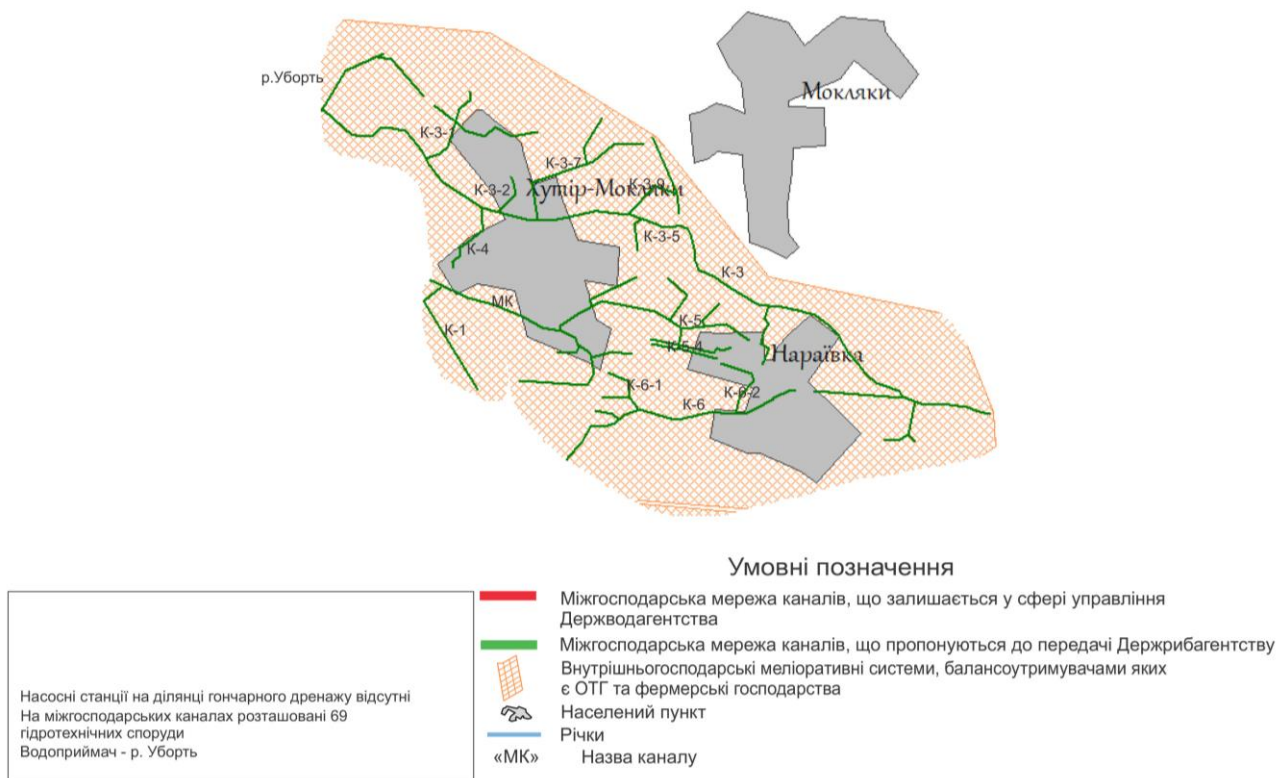 р.Уборть
Мокляки
К-3-1
К-3-7
К-3-2
Хутір-Мокляки
К-3-9
К-3-5
К-4
К-3
МК
К-5
К-1
К-5-4
Нараївка
К-6-1
К-6-2
К-6
Умовні позначення
Міжгосподарська мережа каналів, що залишається у сфері управління
Держводагентства
Міжгосподарська мережа каналів, що пропонуються до передачі Держрибагентству
Внутрішньогосподарські меліоративні системи, балансоутримувачами яких
є ОТГ та фермерські господарства
Населений пункт
Річки
«МК» Назва каналу
Насосні станції на ділянці гончарного дренажу відсутні
На міжгосподарських каналах розташовані 69
гідротехнічних споруди
Водоприймач - р. Уборть